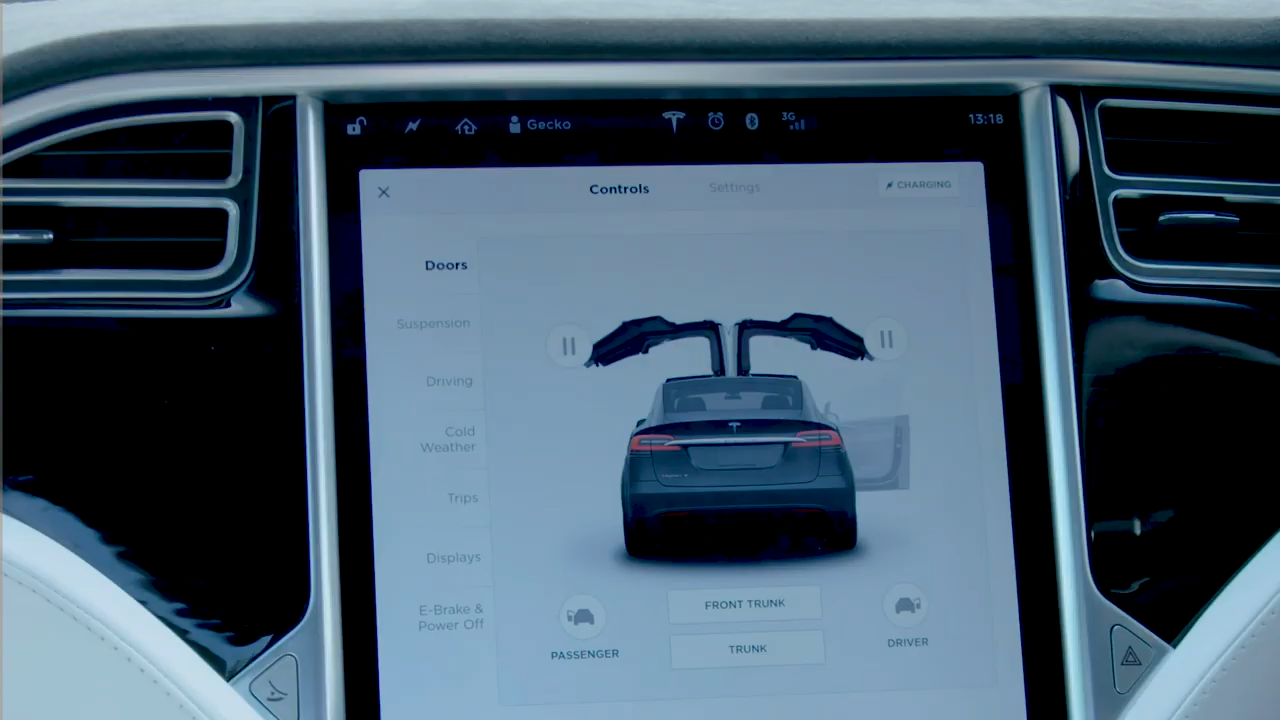 Gecko
3G
13:18
Controls
Settings
CHARGING
Doors
Suspension
Driving
Cold
Weather
Trips
Displays
E-Brake &
Power Off
FRONT TRUNK
TRUNK
PASSENGER
DRIVER